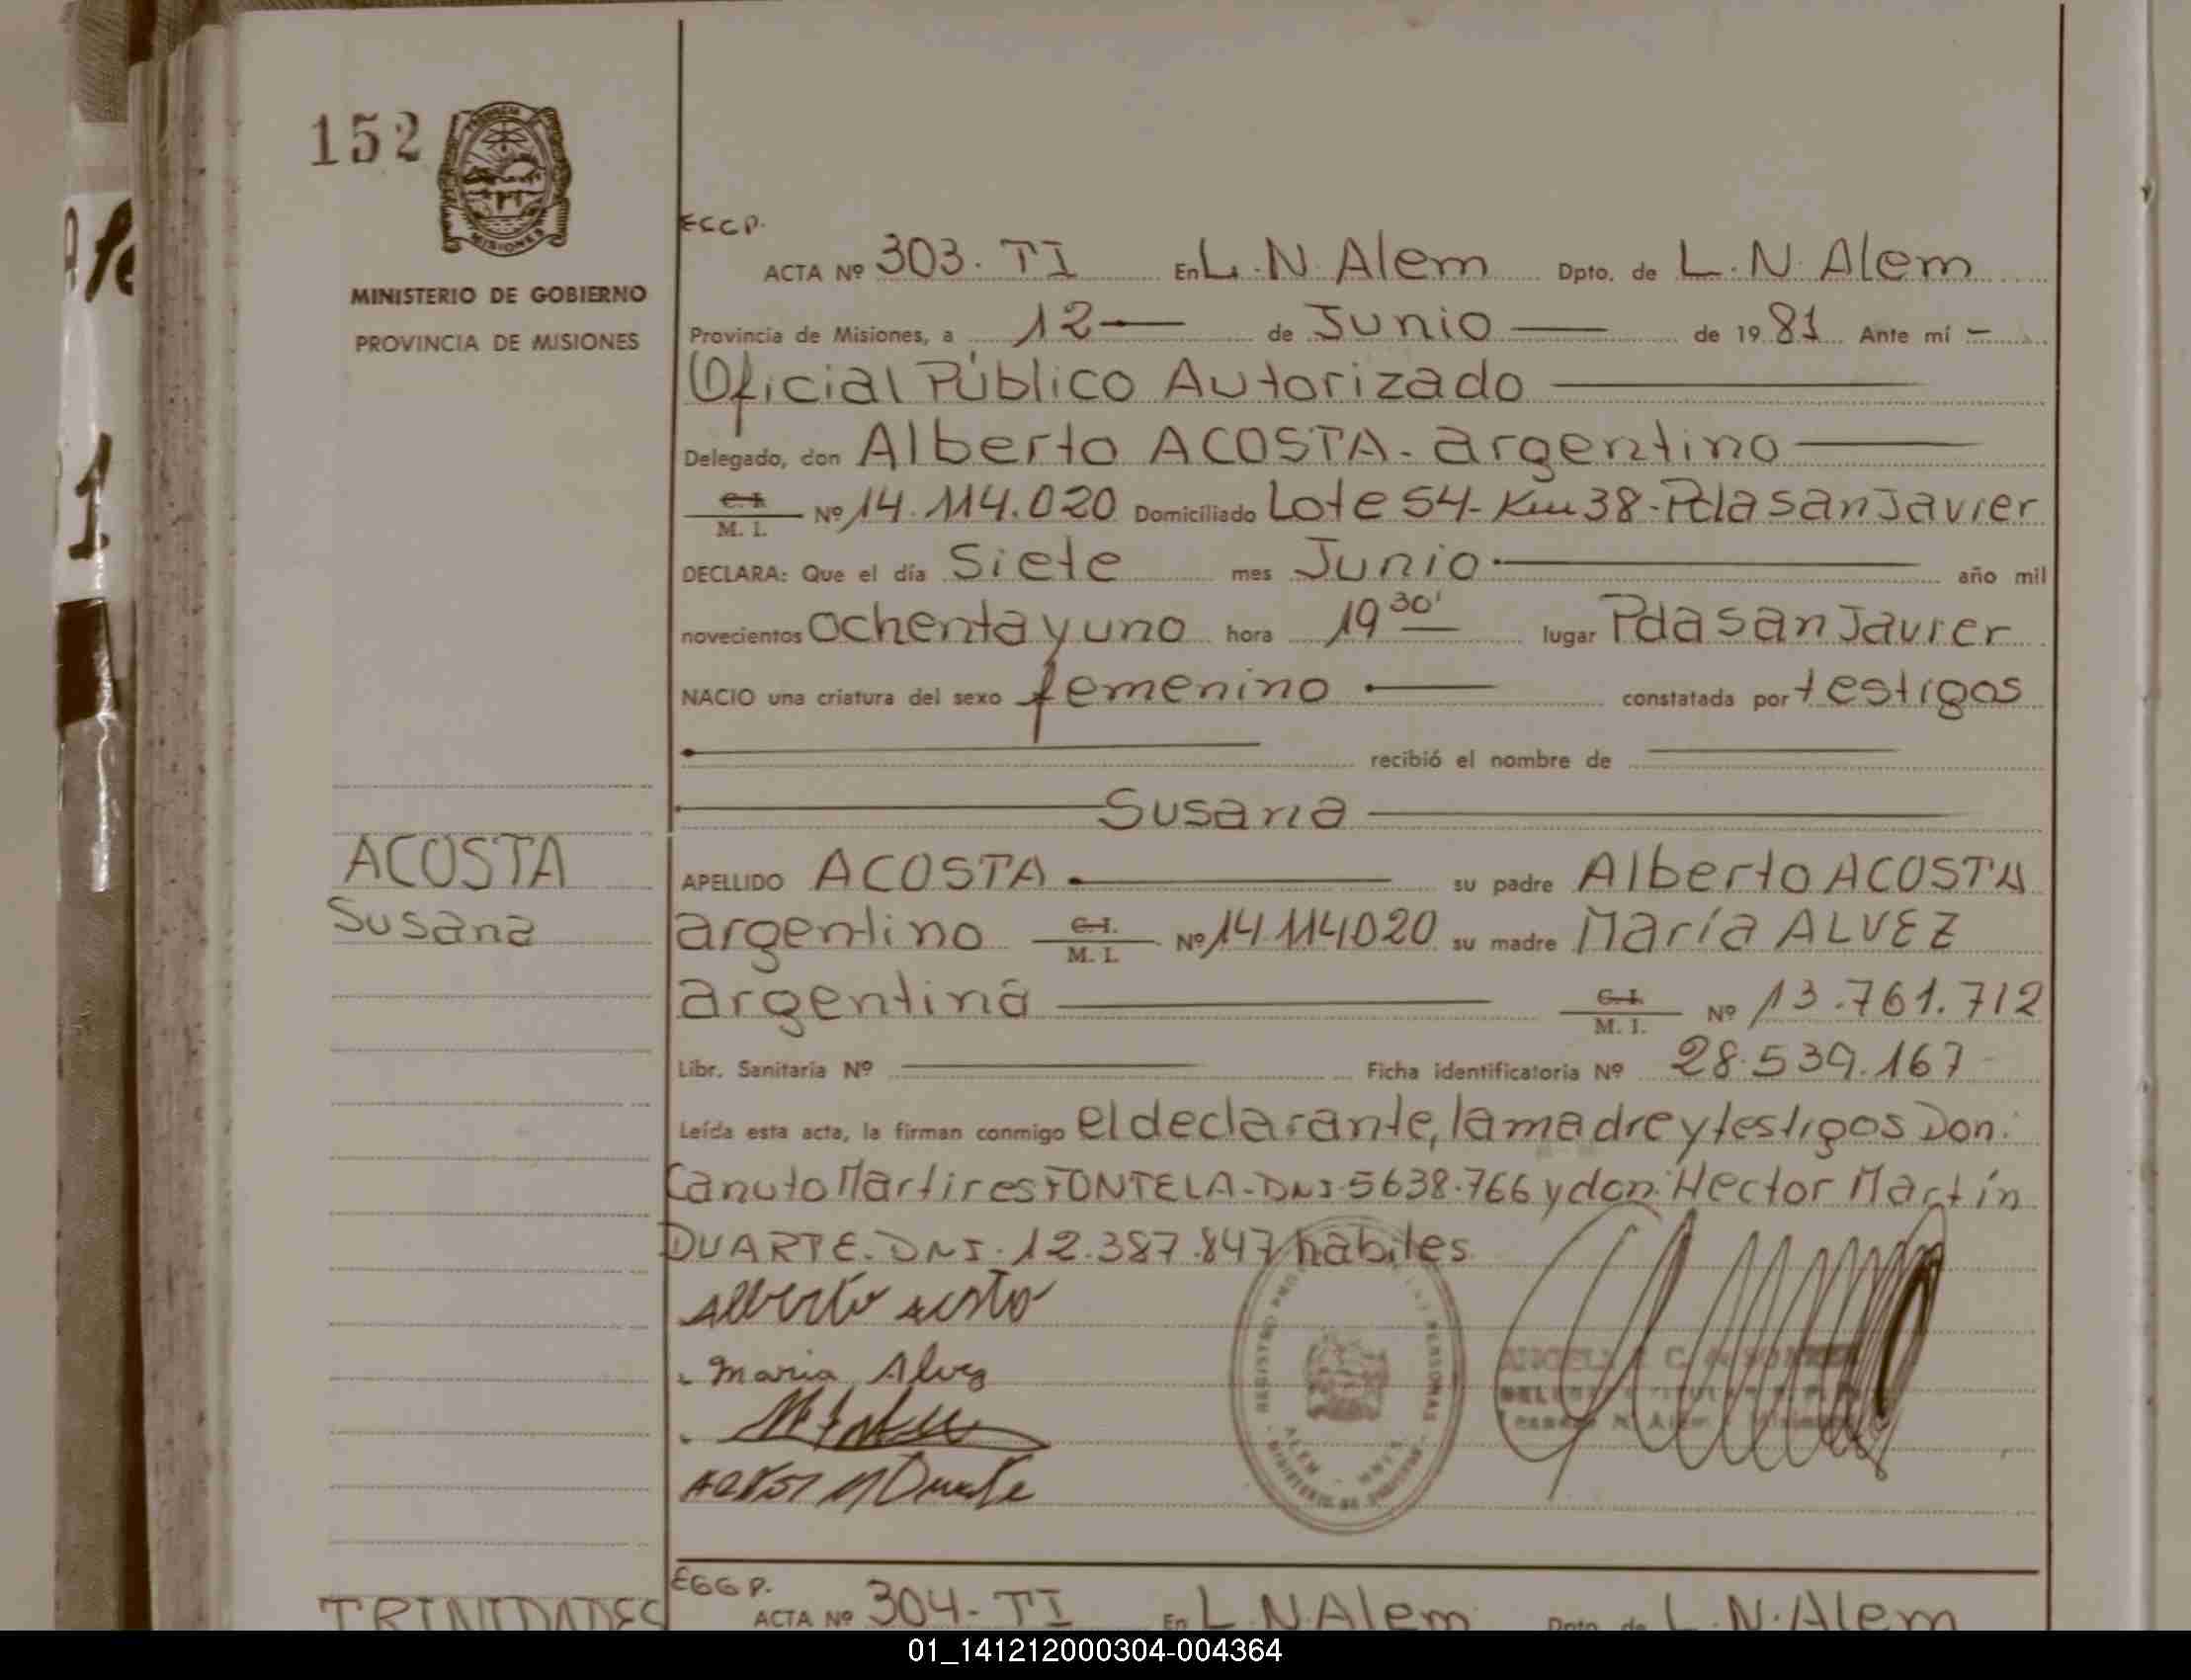 152
MINISTERIO DE GOBIERNO
PROVINCIA DE MISIONES
ACTA Nº 303. TI En L. N. Alem Dpto. de L. N. Alem
Provincia de Misiones, a 12 de Junio de 1981 Ante mí
Oficial Público Autorizado
Delegado, don Alberto ACOSTA. argentino
C.I. M. I. Nº 14.114.020 Domiciliado Lote 54- Km 38- Pda san Javier
DECLARA: Que el día Siete mes Junio año mil
novecientos ochenta y uno hora 19 30' lugar Pda san Javier
NACIO una criatura del sexo femenino constatada por testigos
recibió el nombre de
Susana
ACOSTA
Susana
APELLIDO ACOSTA su padre Alberto ACOSTA
argentino C.I. M. I. Nº 14.114.020 su madre María ALVEZ
argentina C.I. M. I. Nº 13.761.712
Libr. Sanitaria Nº Ficha identificatoria Nº 28.539.167
Leída esta acta, la firman conmigo el declarante, la madre y testigos Don.
Canuto Martires FONTELA- DNI- 5638.766 y don. Hector Martín
DUARTE. DNI. 12.387.847 habiles
Maria Alvez
TRINIDADES
ACTA Nº 304- TI En L. N. Alem Dpto. de L. N. Alem
01_141212000304-004364